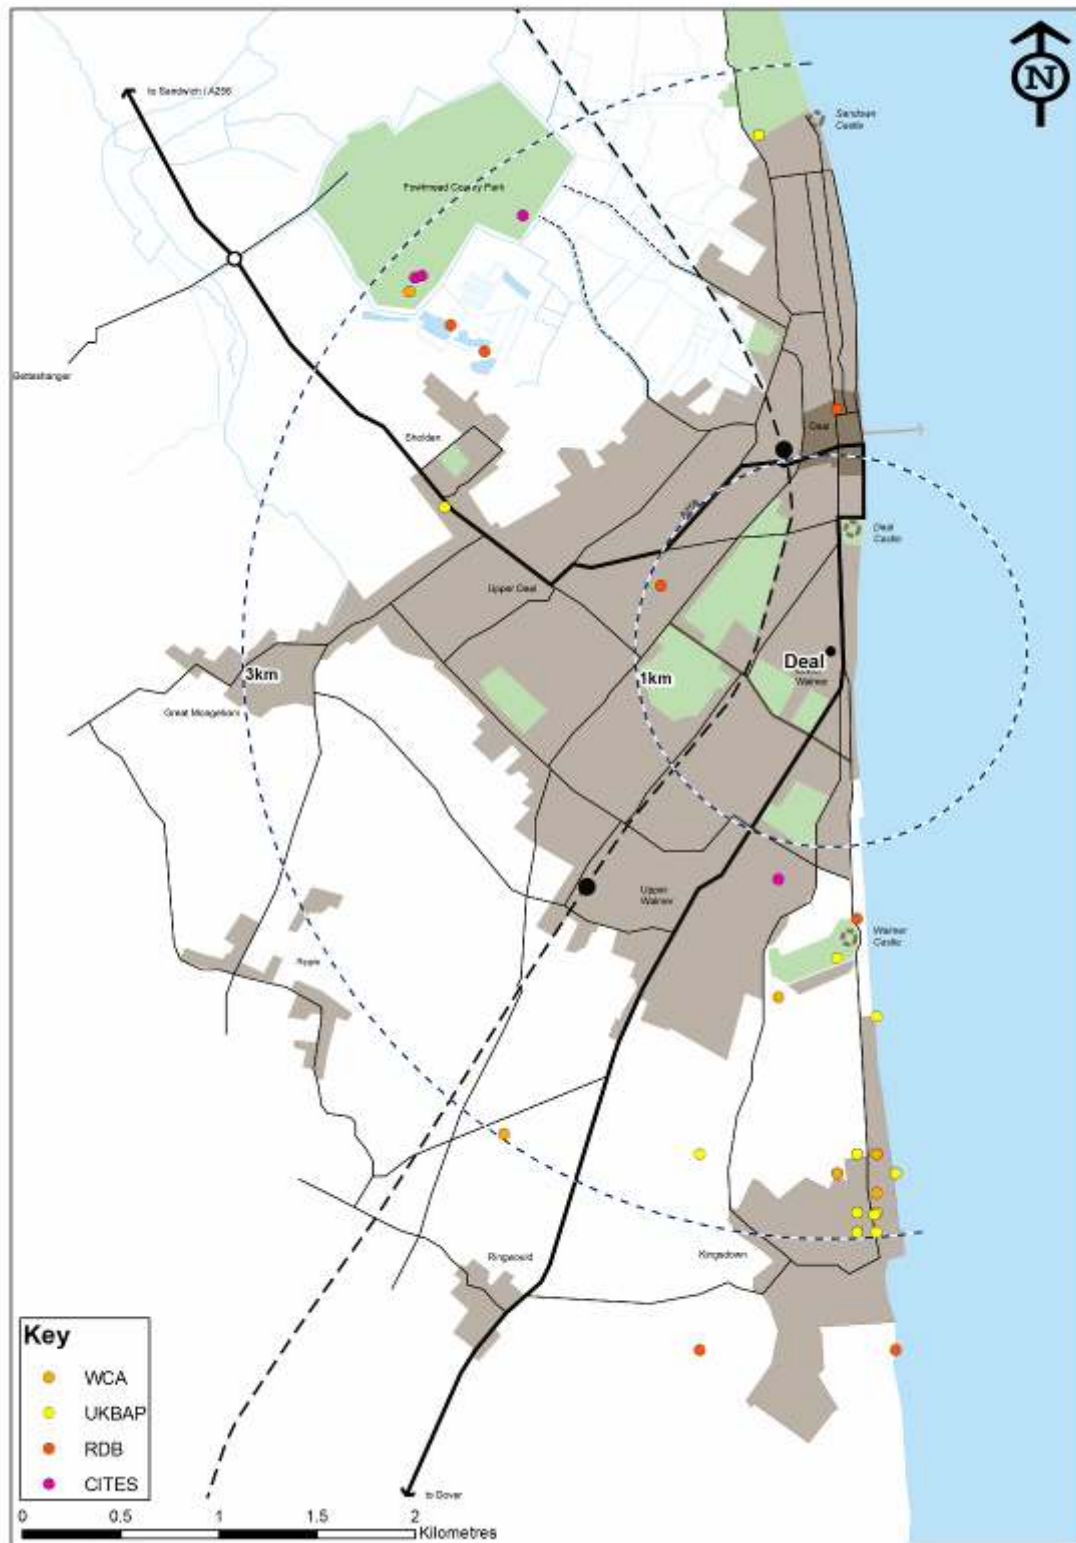 N
to Sandwich / A256
Sandown
Castle
Fowlmead Country Park
Betteshanger
Sholden
Deal
Deal
Castle
Upper Deal
Deal
Walmer
3km
1km
Great Mongeham
Upper
Walmer
Walmer
Castle
Ripple
Ringwould
Kingsdown
to Dover
Key
WCA
UKBAP
RDB
CITES
0
0.5
1
1.5
2
Kilometres